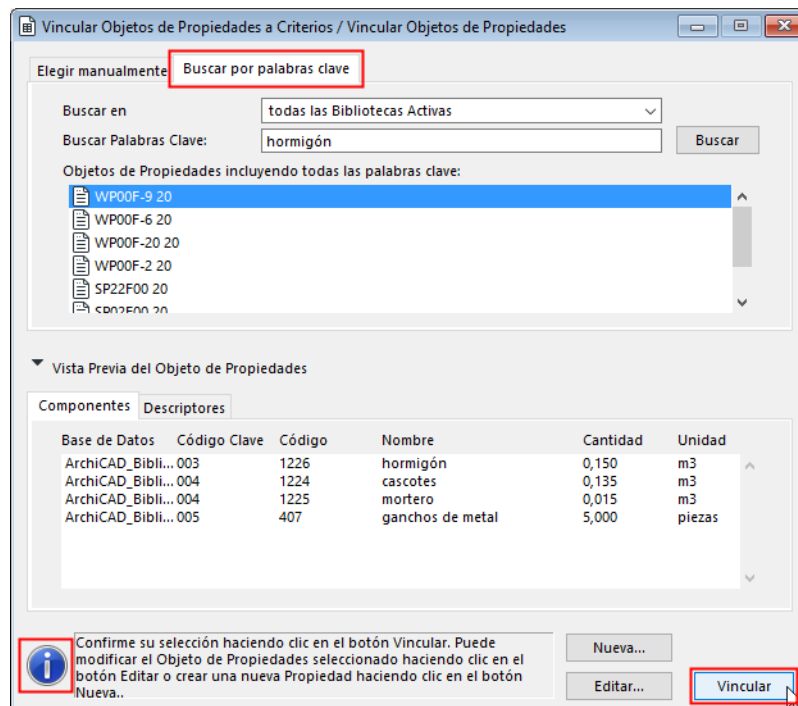 Vincular Objetos de Propiedades a Criterios / Vincular Objetos de Propiedades
Elegir manualmente Buscar por palabras clave
Buscar en todas las Bibliotecas Activas
Buscar Palabras Clave: hormigón Buscar
Objetos de Propiedades incluyendo todas las palabras clave:
WP00F-9 20
WP00F-6 20
WP00F-20 20
WP00F-2 20
SP22F00 20
SP02F00 20
Vista Previa del Objeto de Propiedades
Componentes Descriptores
Base de Datos Código Clave Código Nombre Cantidad Unidad
ArchiCAD_Bibli... 003 1226 hormigón 0,150 m3
ArchiCAD_Bibli... 004 1224 cascotes 0,135 m3
ArchiCAD_Bibli... 004 1225 mortero 0,015 m3
ArchiCAD_Bibli... 005 407 ganchos de metal 5,000 piezas
Confirme su selección haciendo clic en el botón Vincular. Puede
modificar el Objeto de Propiedades seleccionado haciendo clic en el
botón Editar o crear una nueva Propiedad haciendo clic en el botón
Nueva..
Nueva...
Editar... Vincular